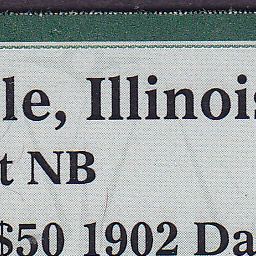 le, Illinois
t NB
$50 1902 Da